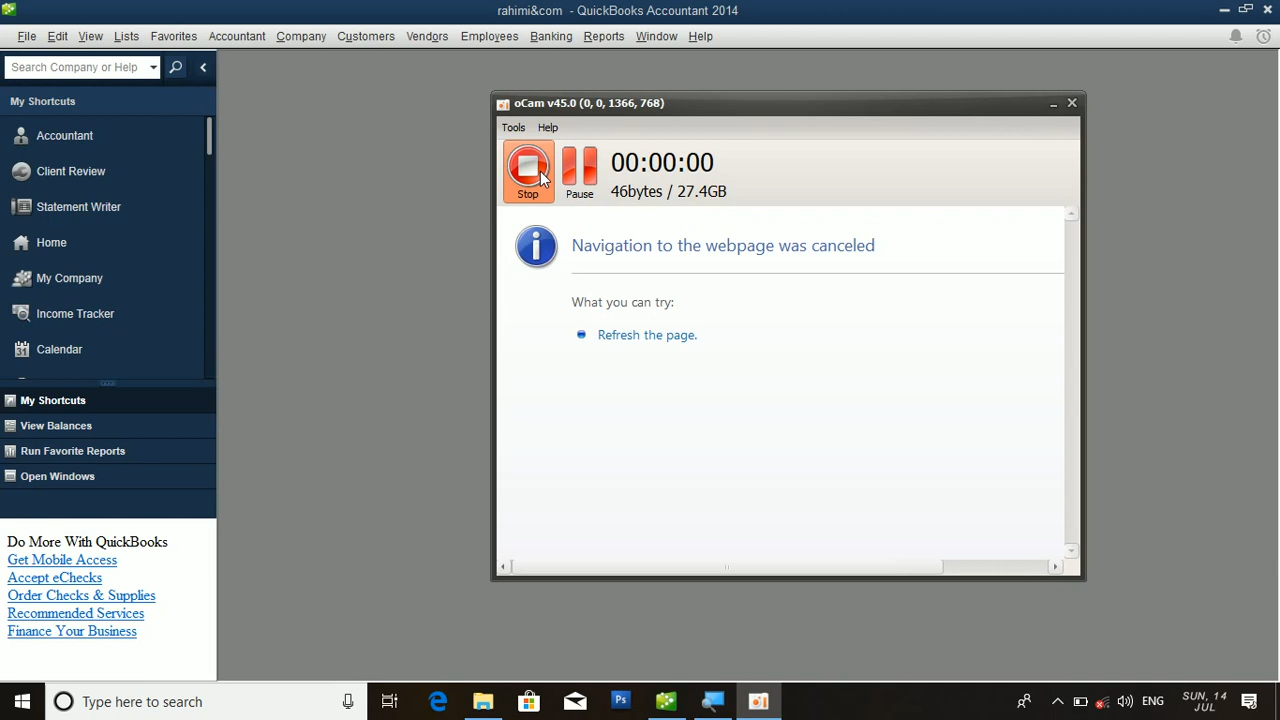 rahimi&com - QuickBooks Accountant 2014
File Edit View Lists Favorites Accountant Company Customers Vendors Employees Banking Reports Window Help
Search Company or Help
My Shortcuts
Accountant
Client Review
Statement Writer
Home
My Company
Income Tracker
31 Calendar
My Shortcuts
View Balances
Run Favorite Reports
Open Windows
Do More With QuickBooks
Get Mobile Access
Accept eChecks
Order Checks & Supplies
Recommended Services
Finance Your Business
oCam v45.0 (0, 0, 1366, 768)
Tools Help
Stop Pause
00:00:00
46bytes / 27.4GB
Navigation to the webpage was canceled
What you can try:
Refresh the page.
Type here to search
Ps
ENG
SUN, 14
JUL